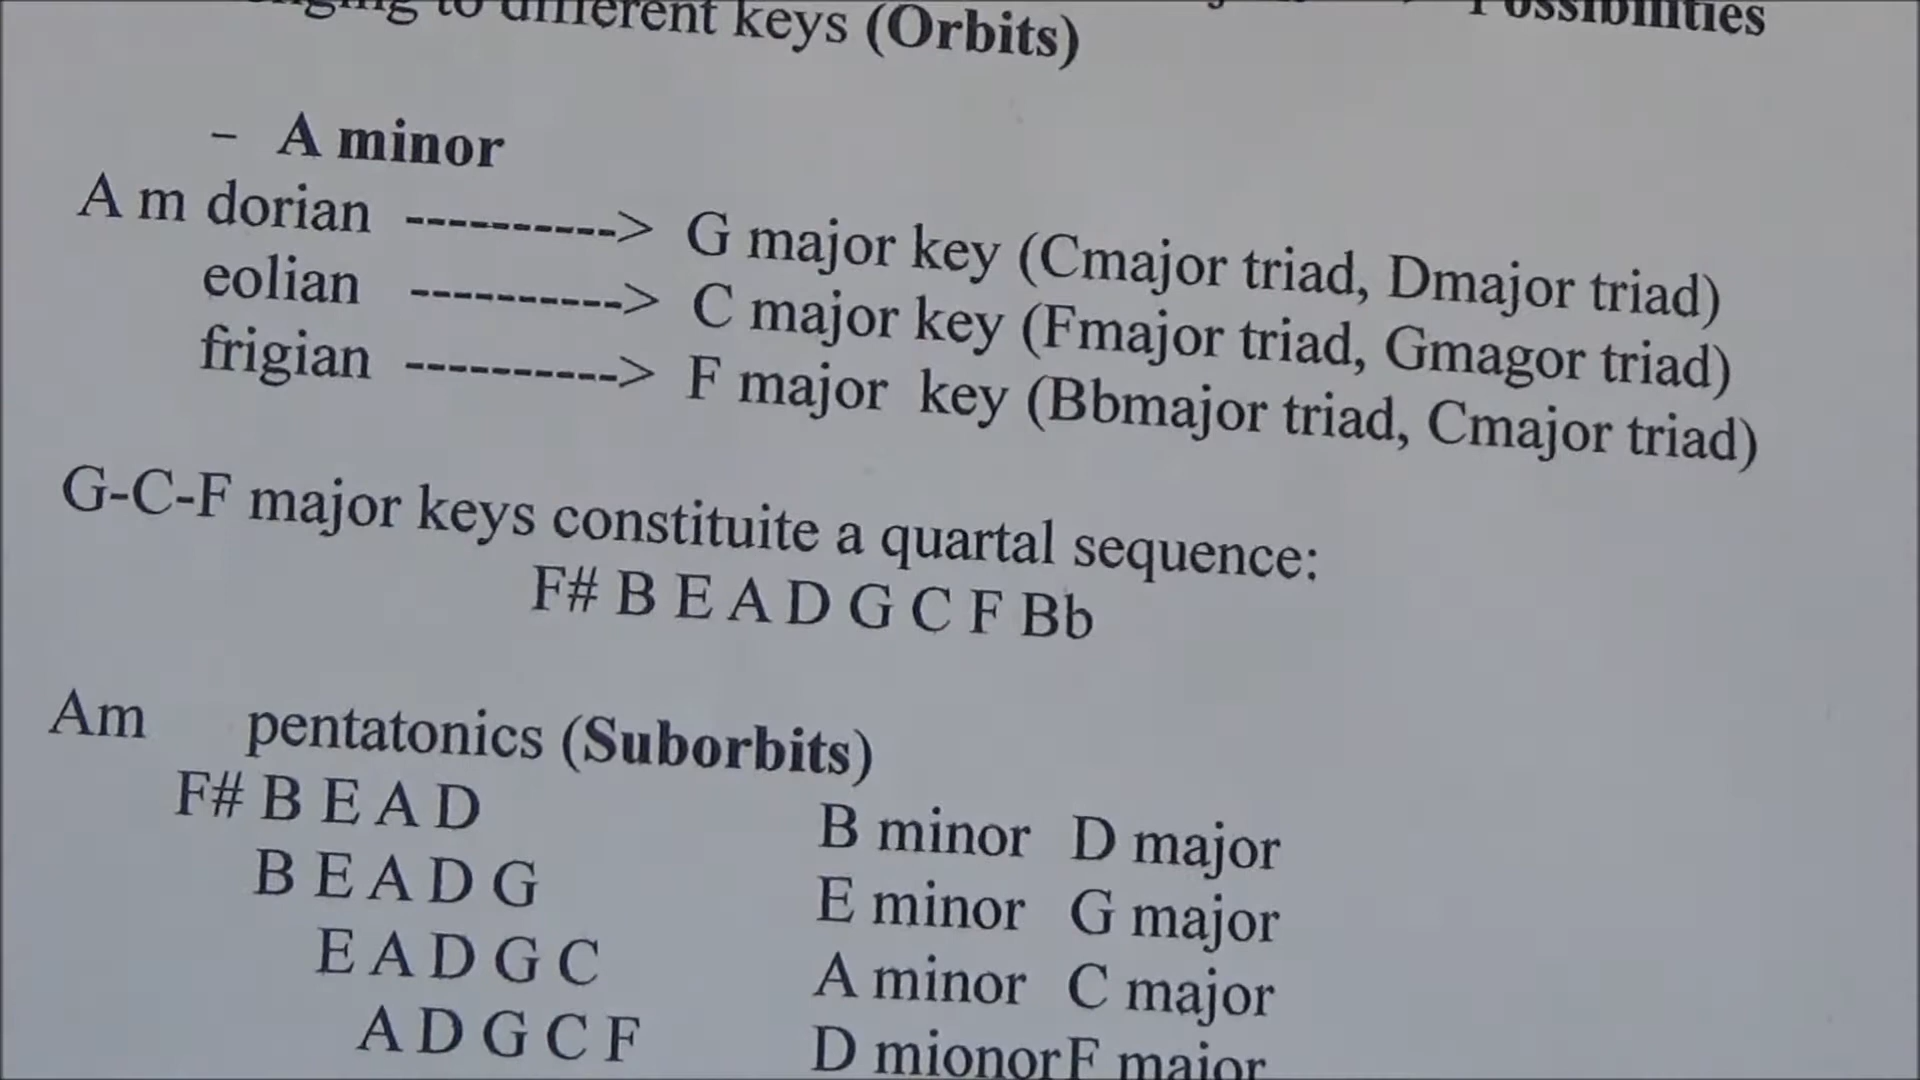 to different keys (Orbits)
Possibilities
– A minor
A m dorian ----------> G major key (Cmajor triad, Dmajor triad)
eolian ----------> C major key (Fmajor triad, Gmagor triad)
frigian ----------> F major key (Bbmajor triad, Cmajor triad)
G-C-F major keys constituite a quartal sequence:
F# B E A D G C F Bb
Am pentatonics (Suborbits)
F# B E A D B minor D major
B E A D G E minor G major
E A D G C A minor C major
A D G C F D mionor F major